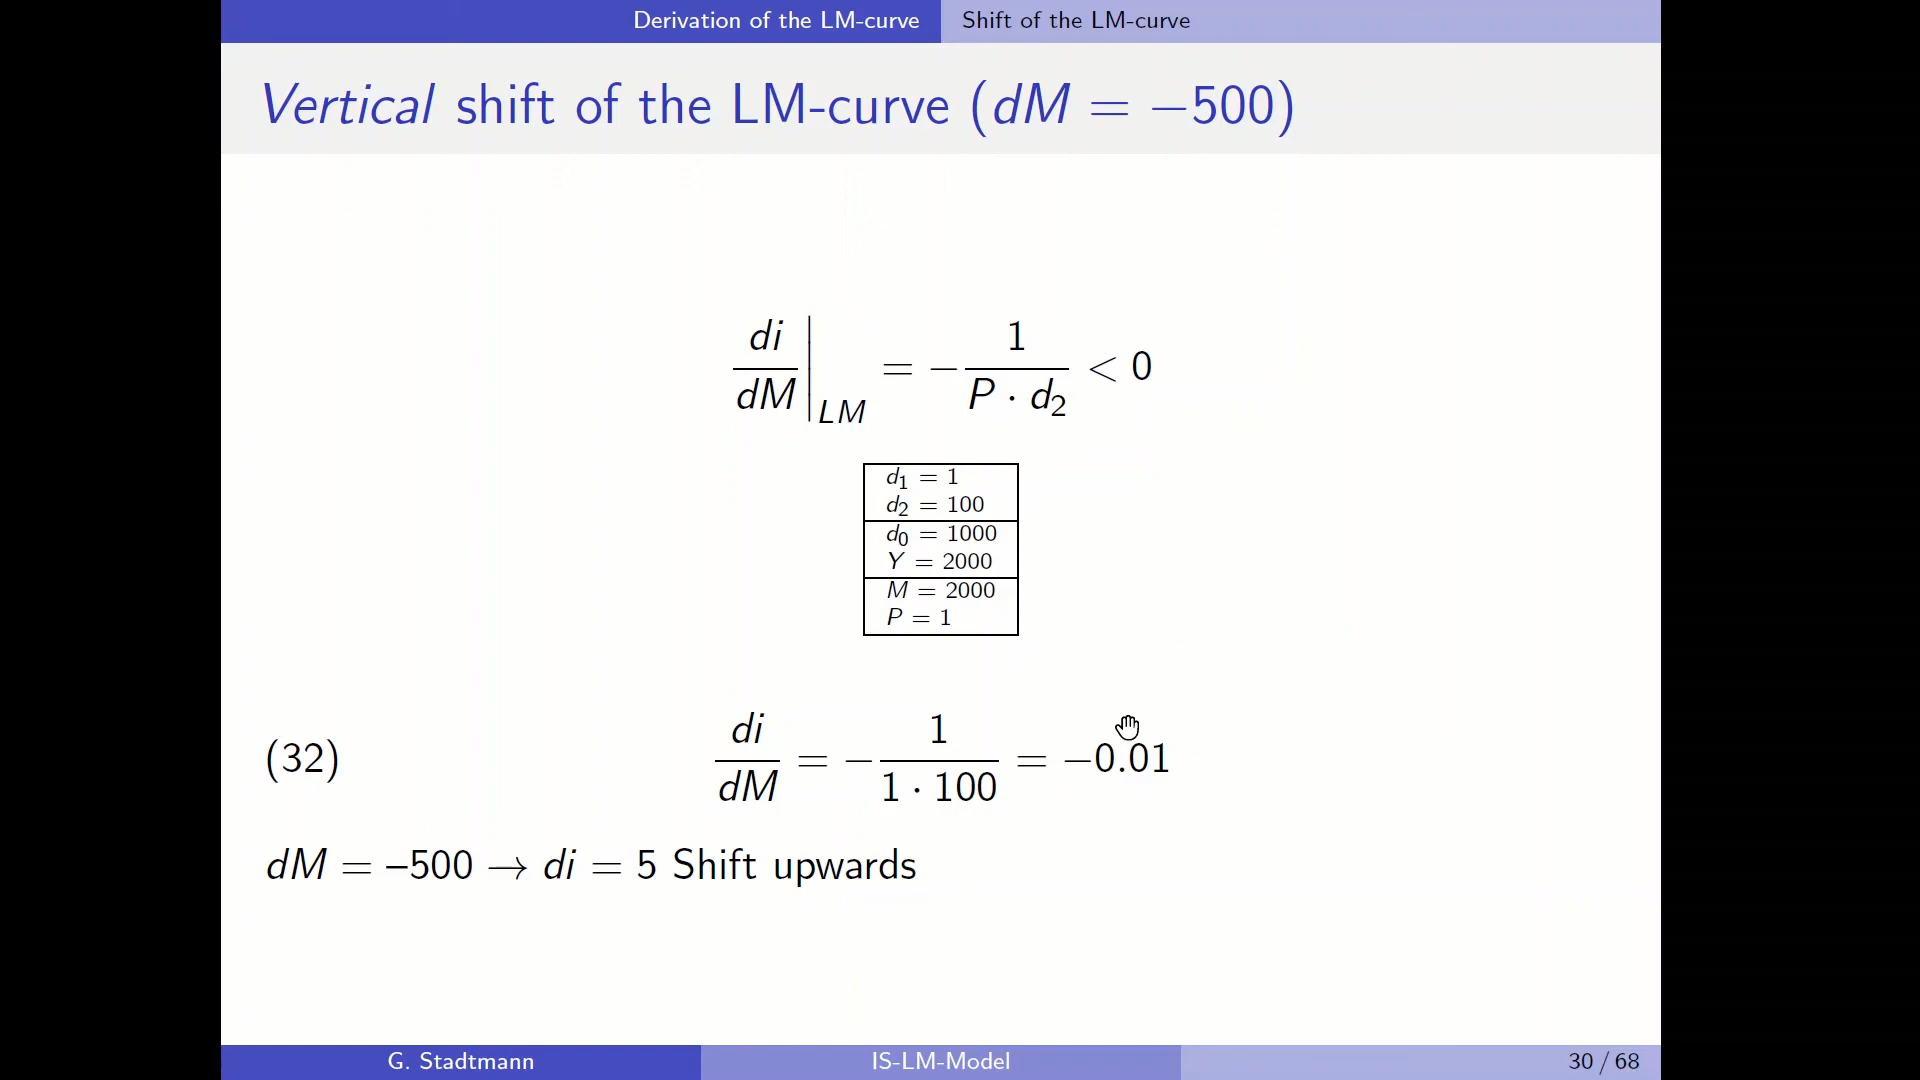 Derivation of the LM-curve Shift of the LM-curve
Vertical shift of the LM-curve (dM = −500)
di/dM |LM = − 1/(P · d₂) < 0
d₁ = 1
d₂ = 100
d₀ = 1000
Y = 2000
M = 2000
P = 1
(32) di/dM = − 1/(1 · 100) = −0.01
dM = –500 → di = 5 Shift upwards
G. Stadtmann IS-LM-Model 30 / 68